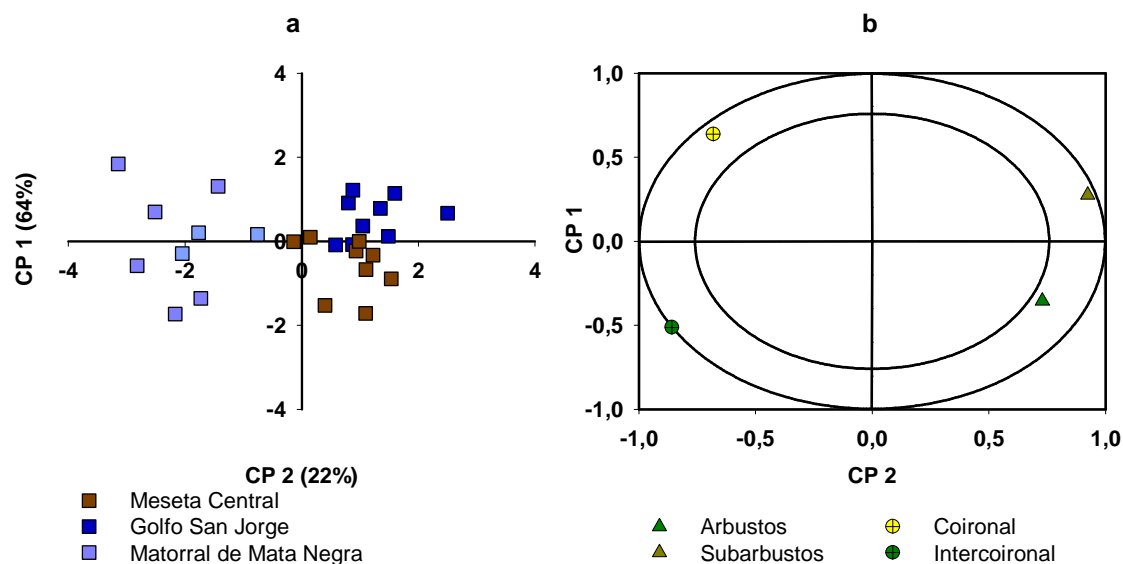 a
4
2
0
-2
-4
-4
-2
0
2
4
CP 1 (64%)
CP 2 (22%)
Meseta Central
Golfo San Jorge
Matorral de Mata Negra
b
1,0
0,5
0,0
-0,5
-1,0
-1,0
-0,5
0,0
0,5
1,0
CP 1
CP 2
Arbustos
Coironal
Subarbustos
Intercoironal